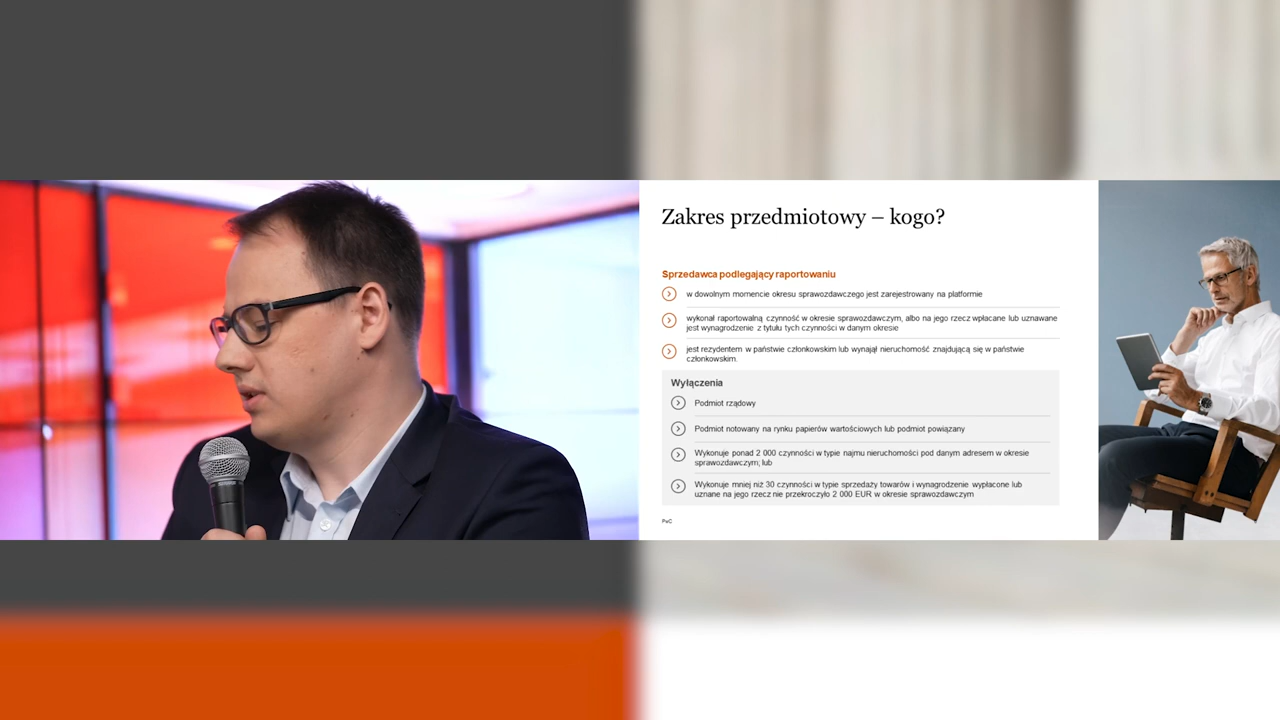 Zakres przedmiotowy – kogo?
Sprzedawca podlegający raportowaniu
w dowolnym momencie okresu sprawozdawczego jest zarejestrowany na platformie
wykonał raportowalną czynność w okresie sprawozdawczym, albo na jego rzecz wpłacane lub uznawane
jest wynagrodzenie z tytułu tych czynności w danym okresie
jest rezydentem w państwie członkowskim lub wynajął nieruchomość znajdującą się w państwie
członkowskim.
Wyłączenia
Podmiot rządowy
Podmiot notowany na rynku papierów wartościowych lub podmiot powiązany
Wykonuje ponad 2 000 czynności w typie najmu nieruchomości pod danym adresem w okresie
sprawozdawczym; lub
Wykonuje mniej niż 30 czynności w typie sprzedaży towarów i wynagrodzenie wypłacone lub
uznane na jego rzecz nie przekroczyło 2 000 EUR w okresie sprawozdawczym
PwC